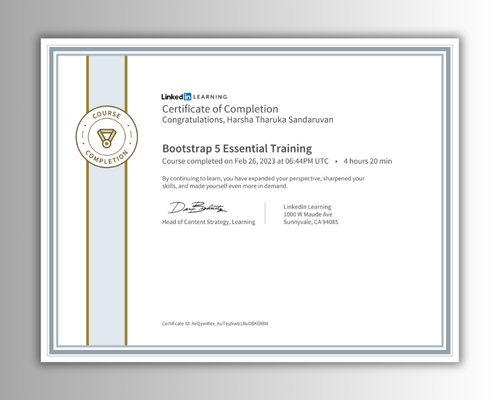 LinkedIn LEARNING
Certificate of Completion
Congratulations, Harsha Tharuka Sandaruvan
COURSE
COMPLETION
Bootstrap 5 Essential Training
Course completed on Feb 26, 2023 at 06:44PM UTC • 4 hours 20 min
By continuing to learn, you have expanded your perspective, sharpened your
skills, and made yourself even more in demand.
Head of Content Strategy, Learning
LinkedIn Learning
1000 W Maude Ave
Sunnyvale, CA 94085
Certificate ID: